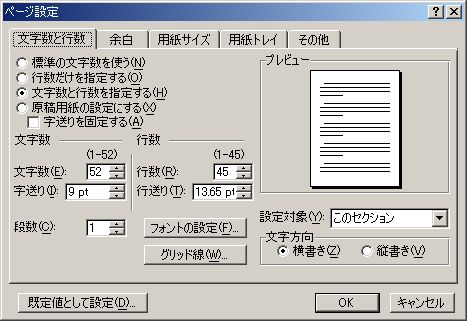 ページ設定
文字数と行数 余白 用紙サイズ 用紙トレイ その他
標準の文字数を使う(N)
行数だけを指定する(O)
文字数と行数を指定する(H)
原稿用紙の設定にする(X)
字送りを固定する(A)
プレビュー
文字数 行数
(1-52) (1-45)
文字数(E): 52 行数(R): 45
字送り(I): 9 pt 行送り(T): 13.65 pt
段数(C): 1 フォントの設定(F)...
グリッド線(W)...
設定対象(Y): このセクション
文字方向
横書き(Z) 縦書き(V)
既定値として設定(D)... OK キャンセル